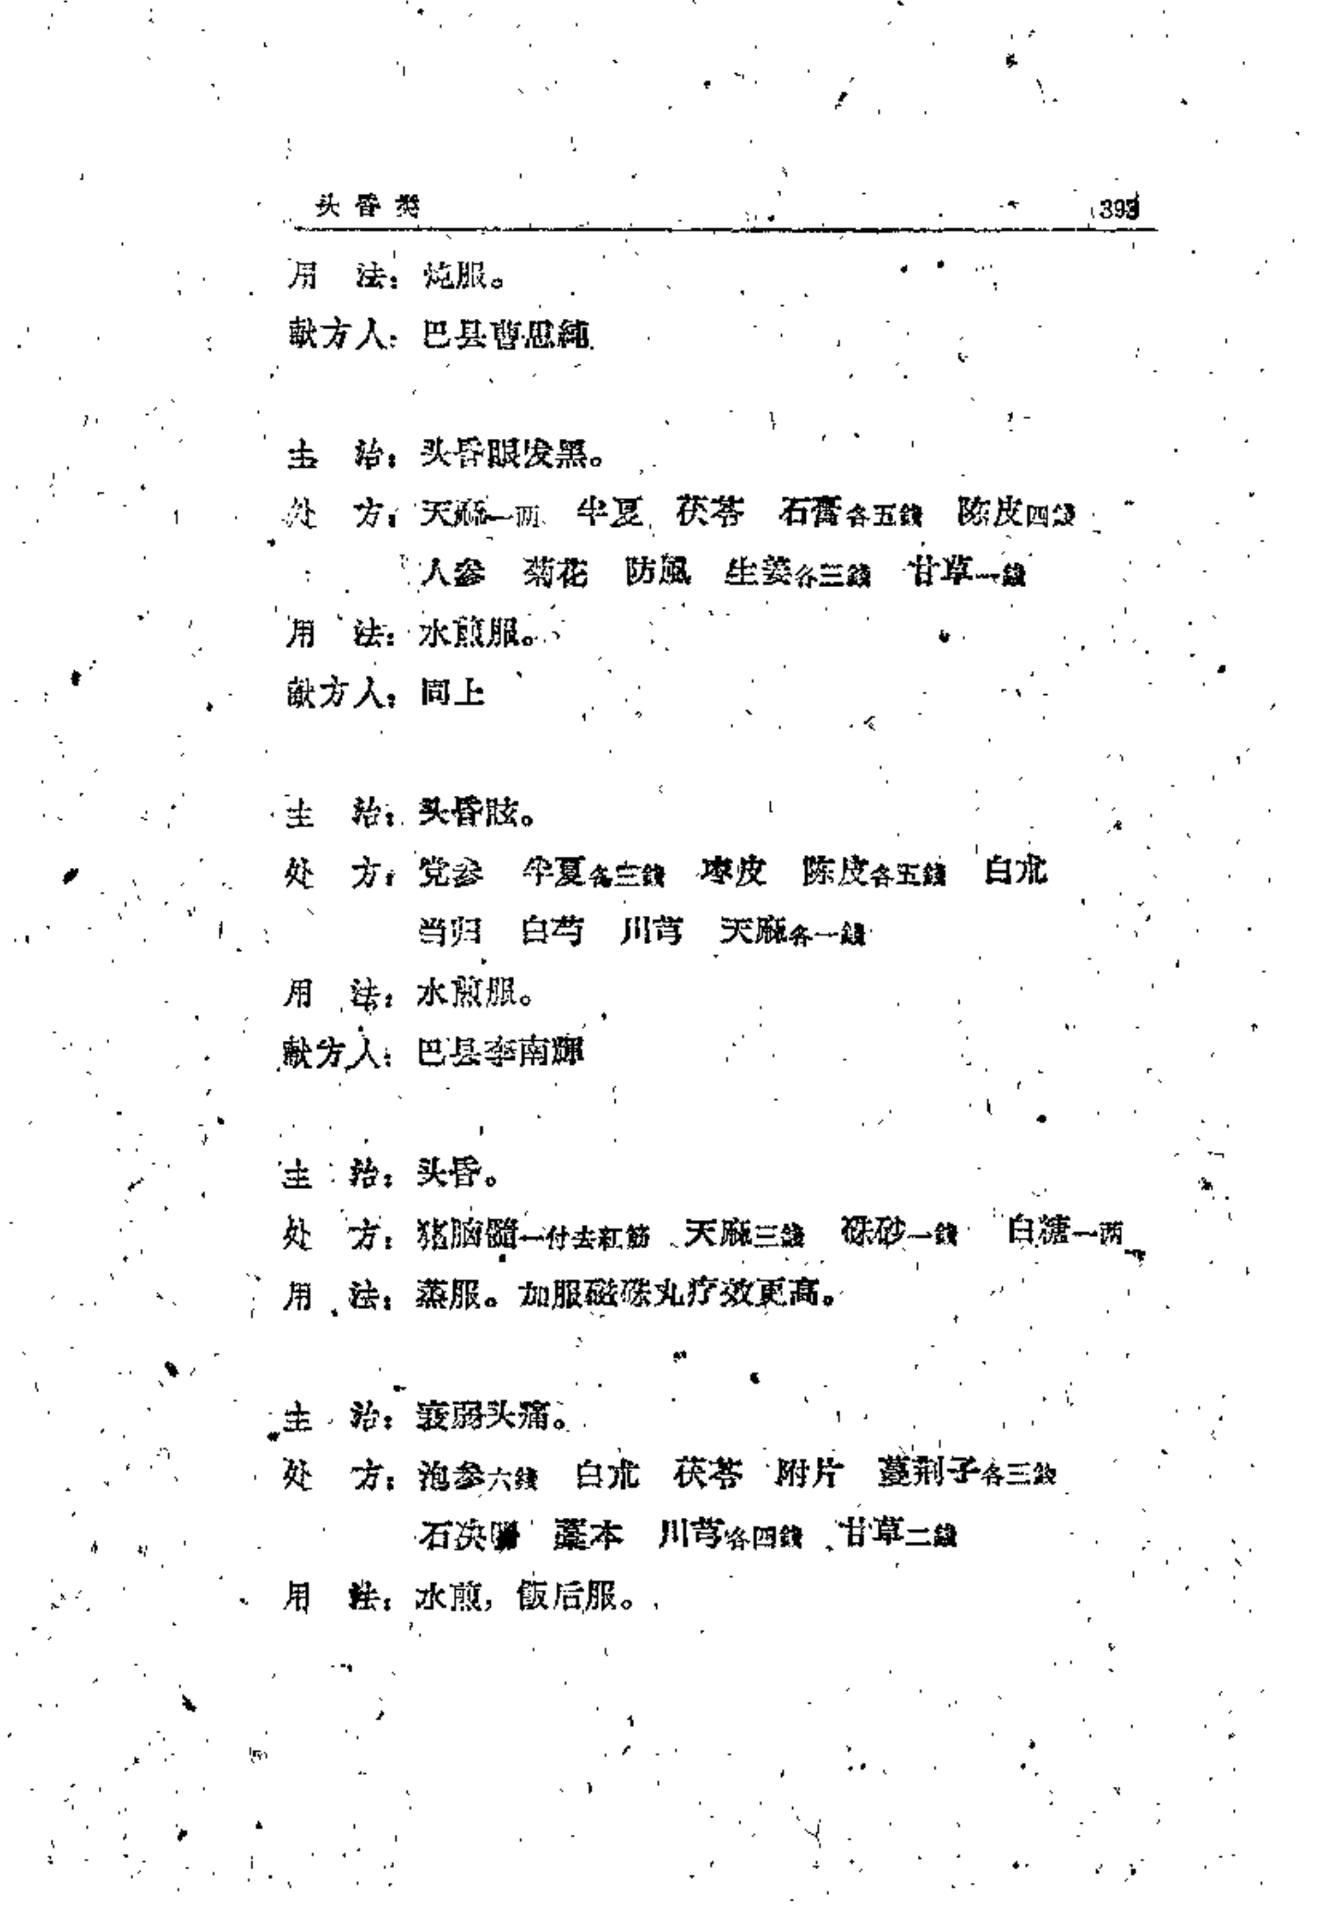 头昏类 393
用 法：炖服。
献方人：巴县曹思純
主 治：头昏眼发黑。
处 方：天麻一两 半夏 茯苓 石膏各五錢 陈皮四錢
人参 菊花 防風 生姜各三錢 甘草一錢
用 法：水煎服。
献方人：同上
主 治：头昏眩。
处 方：党参 半夏各三錢 枣皮 陈皮各五錢 白朮
当归 白芍 川芎 天麻各一錢
用 法：水煎服。
献方人：巴县李南輝
主 治：头昏。
处 方：猪脑髓一付去紅筋 天麻三錢 硃砂一錢 白糖一两
用 法：蒸服。加服磁硃丸疗效更高。
主 治：衰弱头痛。
处 方：泡参六錢 白朮 茯苓 附片 蔓荆子各三錢
石决明 藁本 川芎各四錢 甘草二錢
用 法：水煎，飯后服。